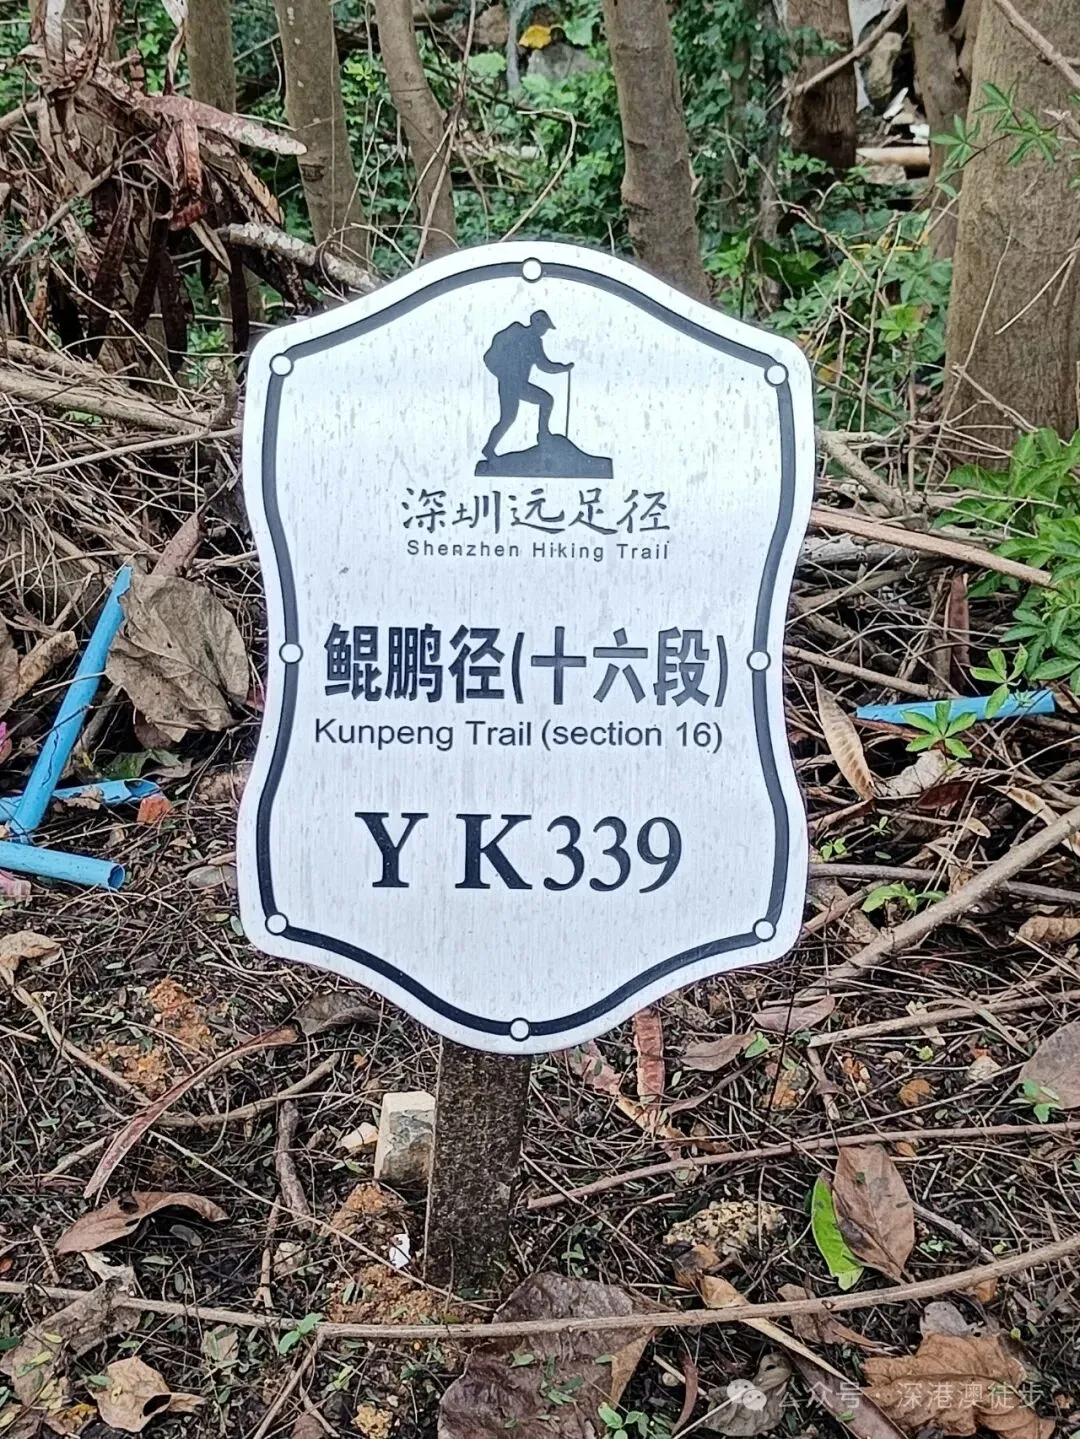 深圳远足径
Shenzhen Hiking Trail
鲲鹏径(十六段)
Kunpeng Trail (section 16)
Y K339
公众号 · 深港澳徒步